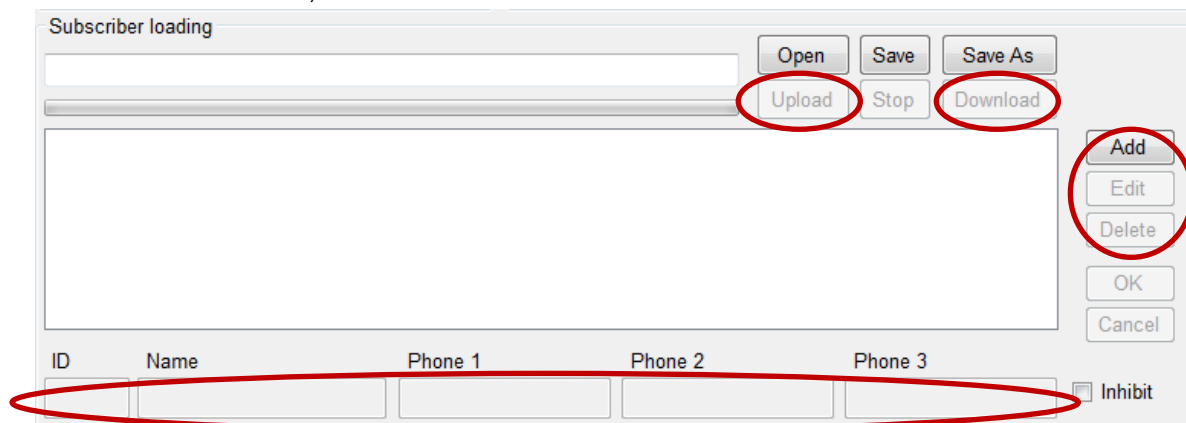 Subscriber loading
Open Save Save As
Upload Stop Download
Add
Edit
Delete
OK
Cancel
ID Name Phone 1 Phone 2 Phone 3
Inhibit